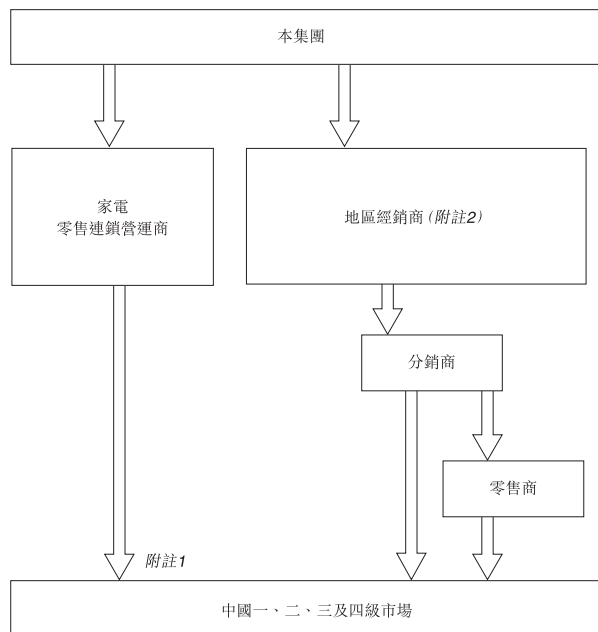 本集團
家電
零售連鎖營運商
地區經銷商(附註2)
分銷商
零售商
附註1
中國一、二、三及四級市場